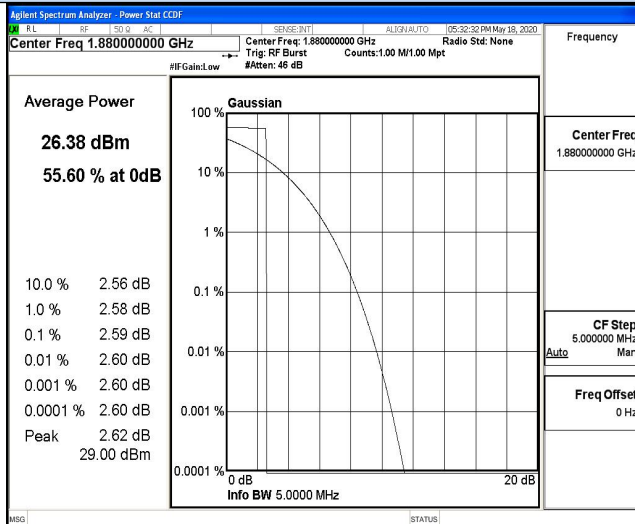 Agilent Spectrum Analyzer - Power Stat CCDF
RL RF 50 Ω AC SENSE:INT ALIGNAUTO 05:32:32 PM May 18, 2020
Center Freq 1.880000000 GHz
Center Freq: 1.880000000 GHz Radio Std: None
Trig: RF Burst Counts:1.00 M/1.00 Mpt
#IFGain:Low #Atten: 46 dB
Frequency
Average Power
26.38 dBm
55.60 % at 0dB
10.0 % 2.56 dB
1.0 % 2.58 dB
0.1 % 2.59 dB
0.01 % 2.60 dB
0.001 % 2.60 dB
0.0001 % 2.60 dB
Peak 2.62 dB
29.00 dBm
Gaussian
100 %
10 %
1 %
0.1 %
0.01 %
0.001 %
0.0001 %
0 dB 20 dB
Info BW 5.0000 MHz
Center Freq
1.880000000 GHz
CF Step
5.000000 MHz
Auto Man
Freq Offset
0 Hz
MSG STATUS